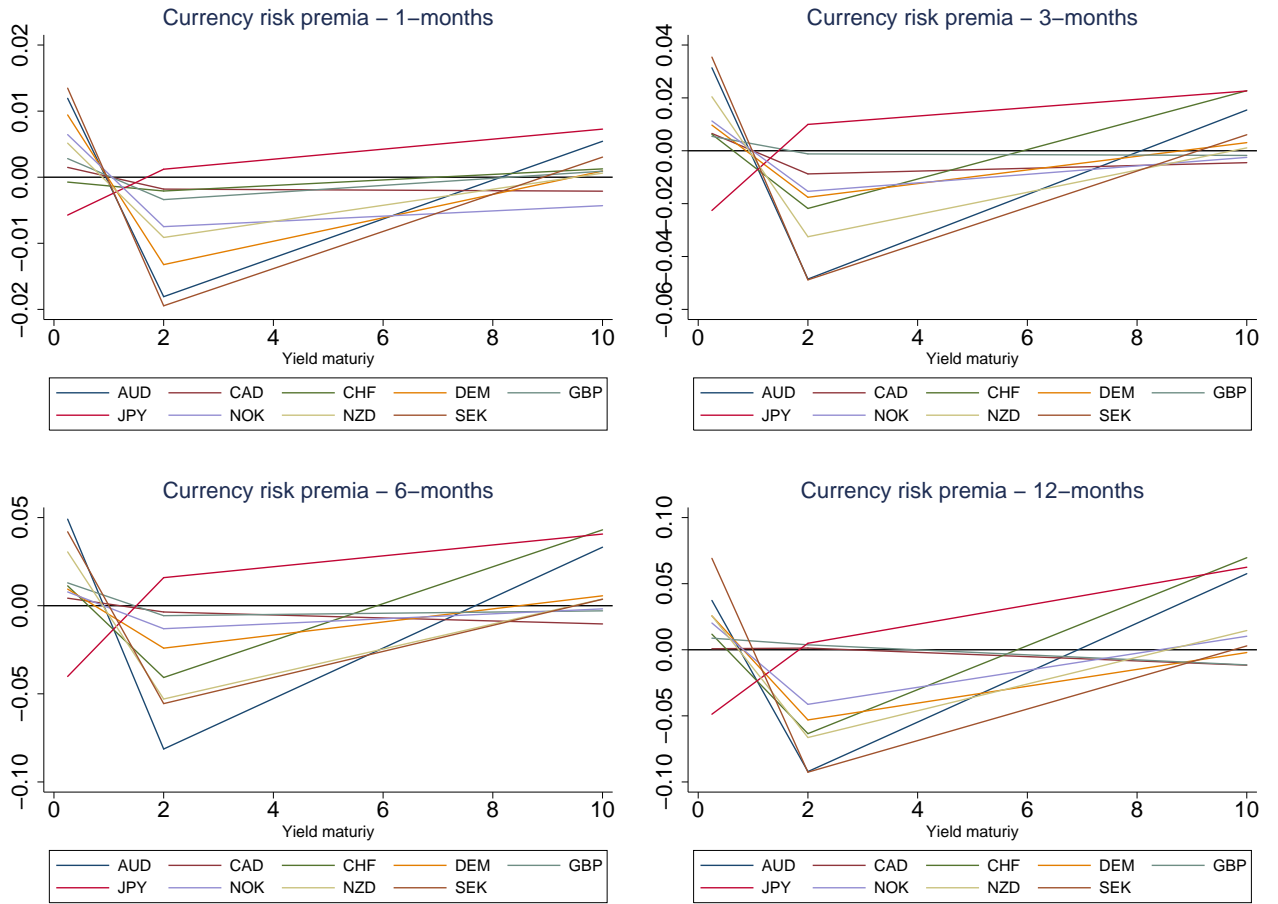 Currency risk premia − 1−months
0.02
0.01
0.00
−0.01
−0.02
0 2 4 6 8 10
Yield maturiy
AUD CAD CHF DEM GBP
JPY NOK NZD SEK
Currency risk premia − 3−months
0.04
0.02
0.00
−0.02
−0.04
−0.06
0 2 4 6 8 10
Yield maturiy
AUD CAD CHF DEM GBP
JPY NOK NZD SEK
Currency risk premia − 6−months
0.05
0.00
−0.05
−0.10
0 2 4 6 8 10
Yield maturiy
AUD CAD CHF DEM GBP
JPY NOK NZD SEK
Currency risk premia − 12−months
0.10
0.05
0.00
−0.05
−0.10
0 2 4 6 8 10
Yield maturiy
AUD CAD CHF DEM GBP
JPY NOK NZD SEK